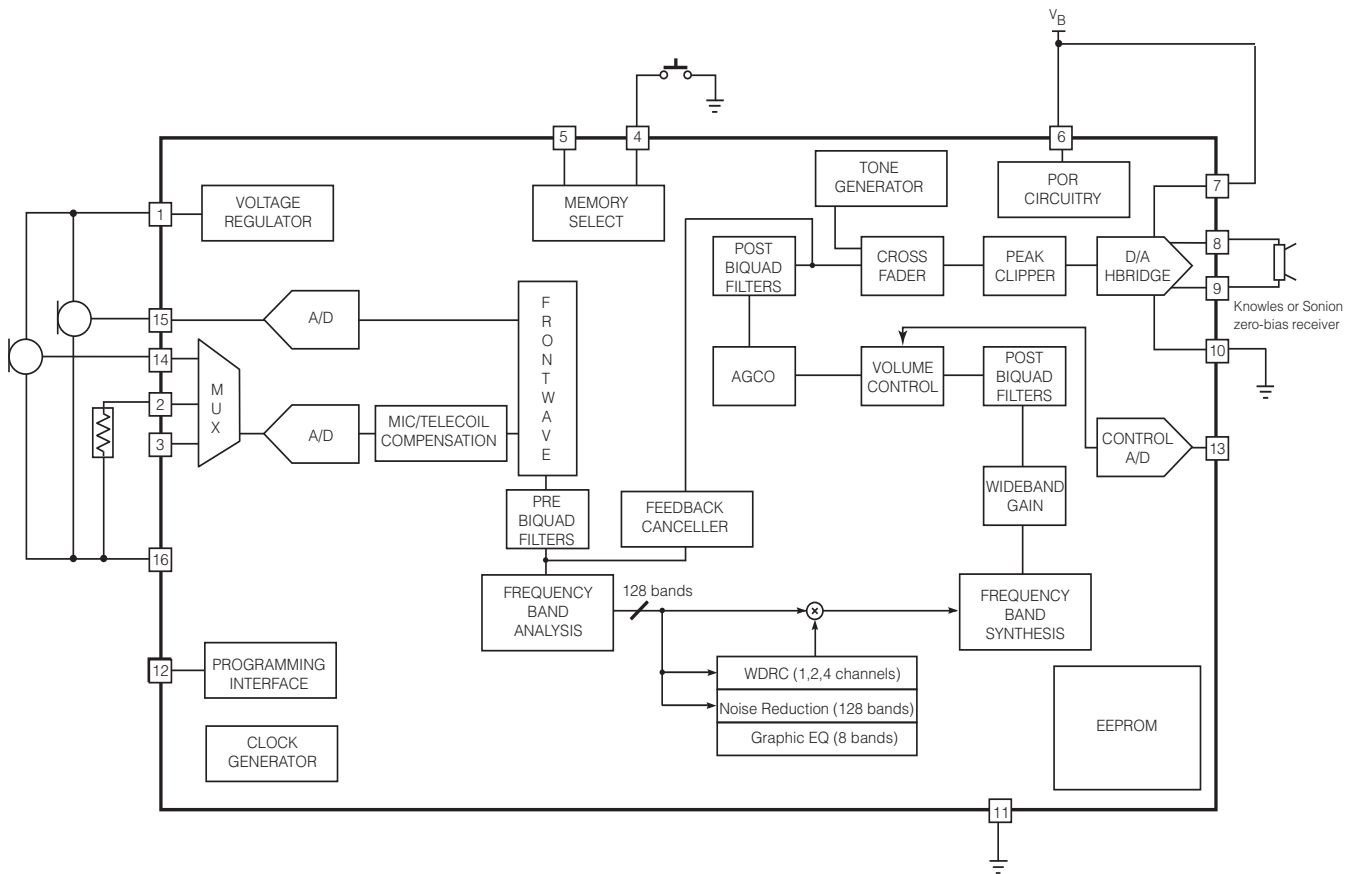 VB
5
4
6
TONE
GENERATOR
POR
CIRCUITRY
7
1
VOLTAGE
REGULATOR
MEMORY
SELECT
8
POST
BIQUAD
FILTERS
CROSS
FADER
PEAK
CLIPPER
D/A
HBRIDGE
9
Knowles or Sonion
zero-bias receiver
15
A/D
FRONTWAVE
14
10
AGCO
VOLUME
CONTROL
POST
BIQUAD
FILTERS
2
MUX
3
A/D
MIC/TELECOIL
COMPENSATION
CONTROL
A/D
13
WIDEBAND
GAIN
PRE
BIQUAD
FILTERS
FEEDBACK
CANCELLER
16
FREQUENCY
BAND
ANALYSIS
128 bands
FREQUENCY
BAND
SYNTHESIS
12
PROGRAMMING
INTERFACE
WDRC (1,2,4 channels)
Noise Reduction (128 bands)
Graphic EQ (8 bands)
EEPROM
CLOCK
GENERATOR
11